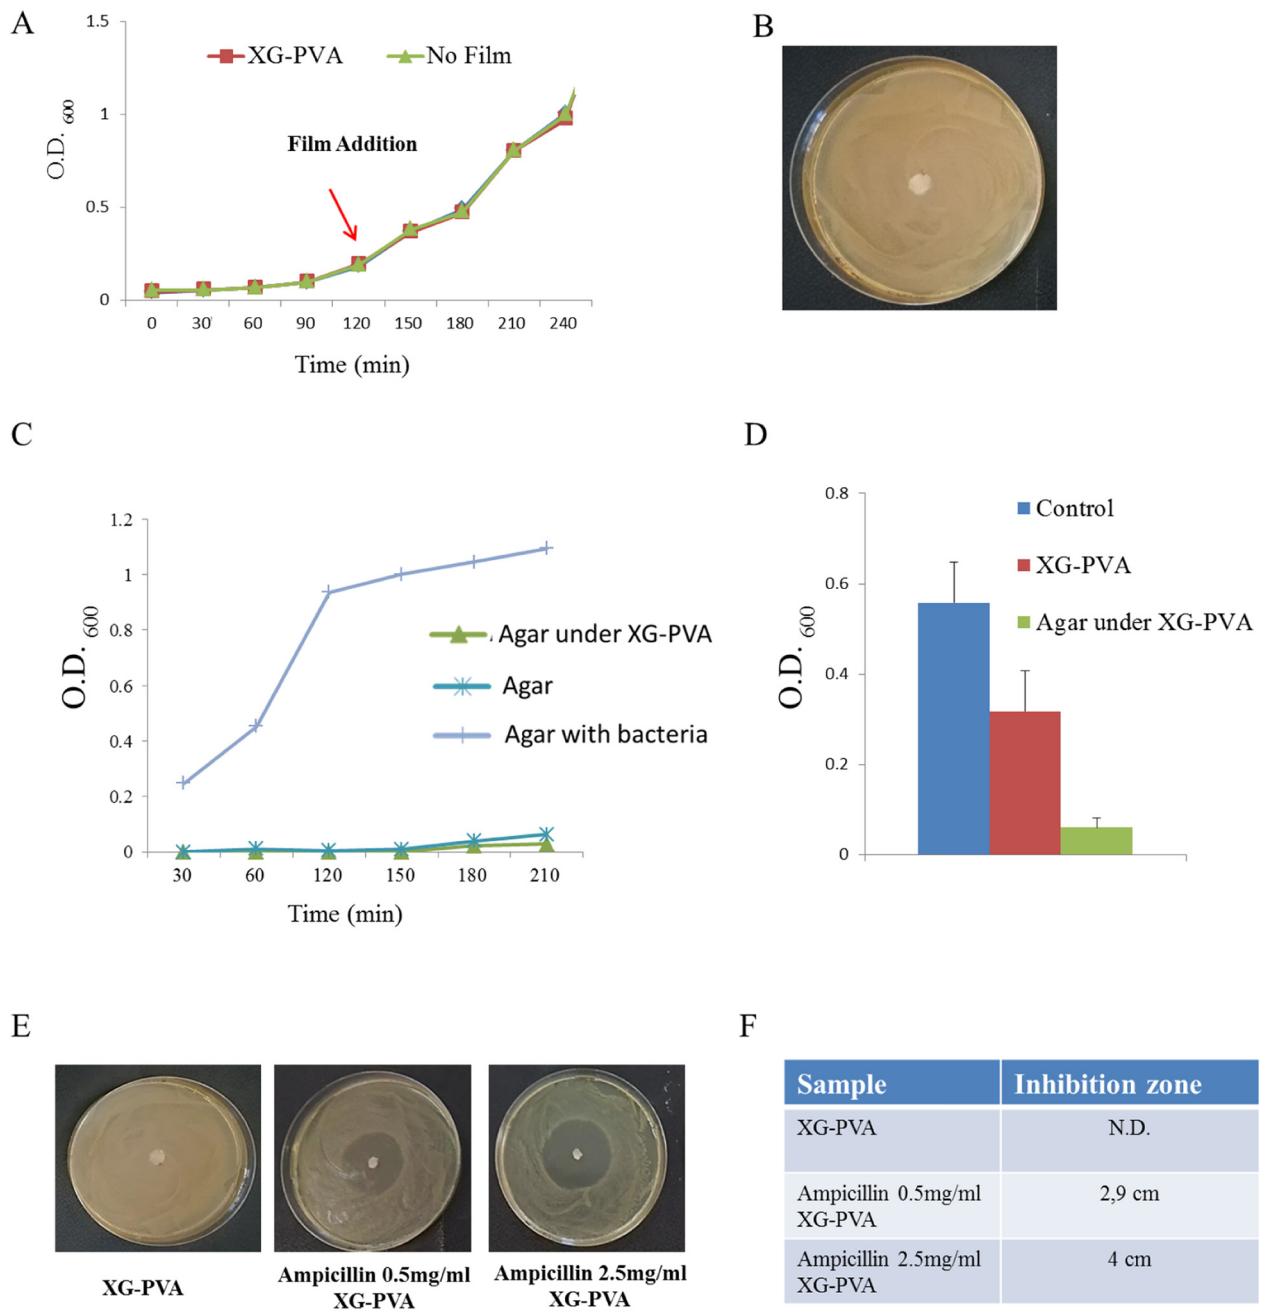 A
1.5
XG-PVA
No Film
1
Film Addition
O.D. 600
0.5
0
0 30 60 90 120 150 180 210 240
Time (min)
B
C
1.2
1
0.8
0.6
0.4
0.2
0
O.D. 600
Agar under XG-PVA
Agar
Agar with bacteria
30 60 120 150 180 210
Time (min)
D
0.8
0.6
0.4
0.2
0
O.D. 600
Control
XG-PVA
Agar under XG-PVA
E
XG-PVA
Ampicillin 0.5mg/ml
XG-PVA
Ampicillin 2.5mg/ml
XG-PVA
F
Sample Inhibition zone
XG-PVA N.D.
Ampicillin 0.5mg/ml 2,9 cm
XG-PVA
Ampicillin 2.5mg/ml 4 cm
XG-PVA